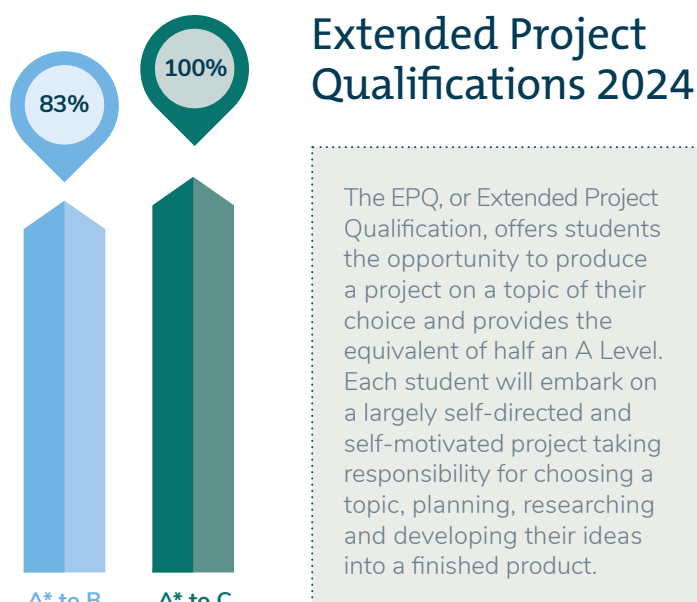 83%
100%
Extended Project
Qualifications 2024
The EPQ, or Extended Project
Qualification, offers students
the opportunity to produce
a project on a topic of their
choice and provides the
equivalent of half an A Level.
Each student will embark on
a largely self-directed and
self-motivated project taking
responsibility for choosing a
topic, planning, researching
and developing their ideas
into a finished product.
A* to B
A* to C